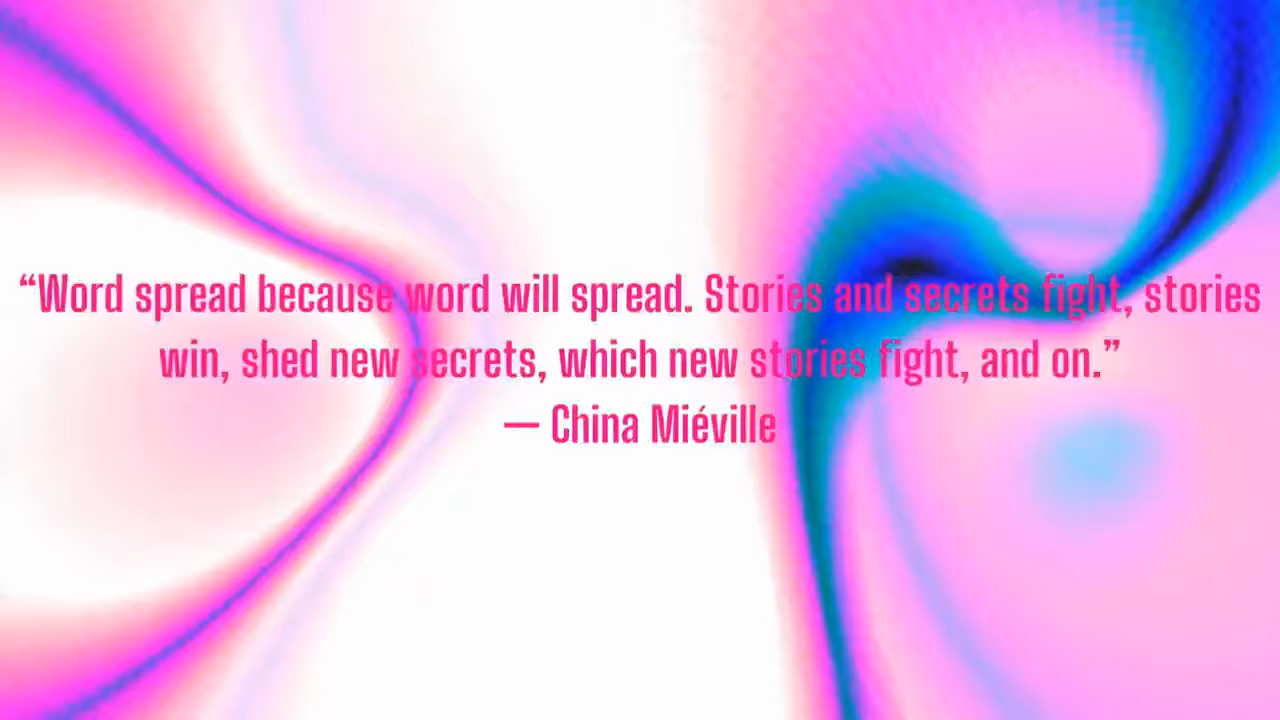 “Word spread because word will spread. Stories and secrets fight, stories
win, shed new secrets, which new stories fight, and on.”
— China Miéville